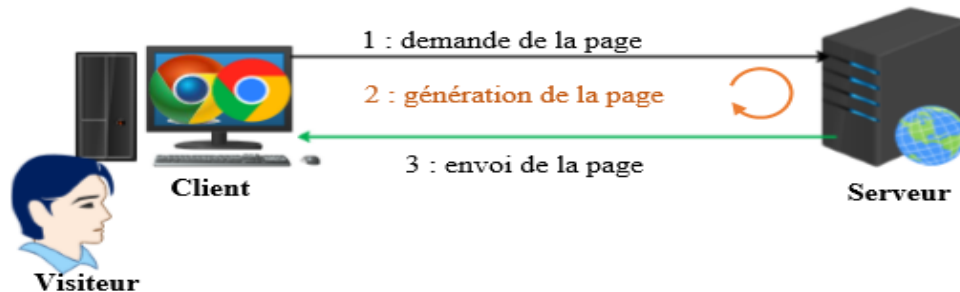 1 : demande de la page
2 : génération de la page
3 : envoi de la page
Client
Serveur
Visiteur